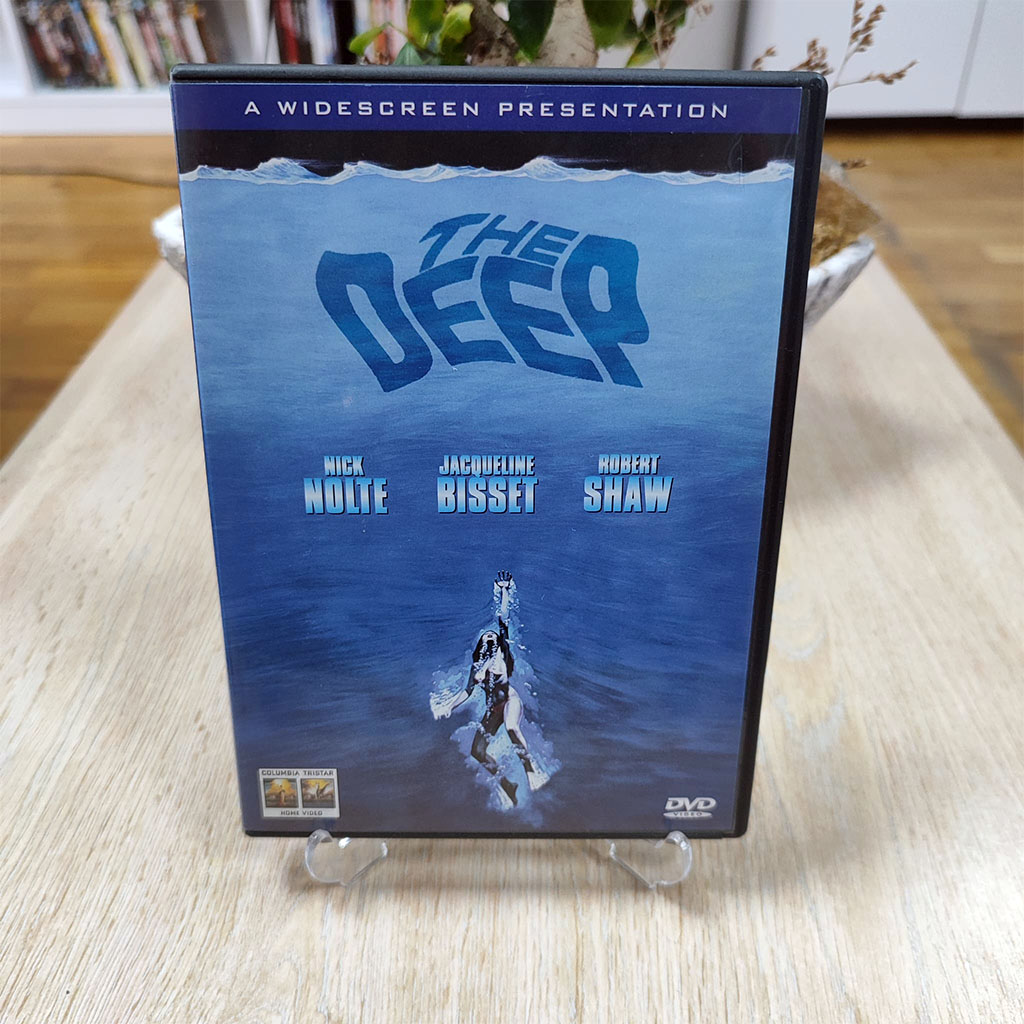 A WIDESCREEN PRESENTATION
THE
DEEP
NICK
NOLTE
JACQUELINE
BISSET
ROBERT
SHAW
COLUMBIA TRISTAR
HOME VIDEO
DVD
VIDEO